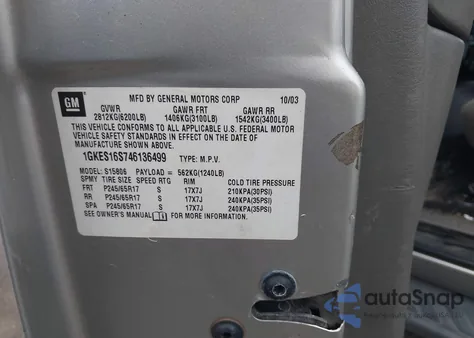 GM
MFD BY GENERAL MOTORS CORP 10/03
GVWR GAWR FRT GAWR RR
2812KG(6200LB) 1406KG(3100LB) 1542KG(3400LB)
THIS VEHICLE CONFORMS TO ALL APPLICABLE U.S. FEDERAL MOTOR
VEHICLE SAFETY STANDARDS IN EFFECT ON THE DATE OF
MANUFACTURE SHOWN ABOVE.
1GKES16S746136499 TYPE: M.P.V.
MODEL: S15806 PAYLOAD = 562KG(1240LB)
SPMY TIRE SIZE SPEED RTG RIM COLD TIRE PRESSURE
FRT P245/65R17 S 17X7J 210KPA(30PSI)
RR P245/65R17 S 17X7J 240KPA(35PSI)
SPA P245/65R17 S 17X7J 240KPA(35PSI)
SEE OWNER'S MANUAL FOR MORE INFORMATION.
autoSnap